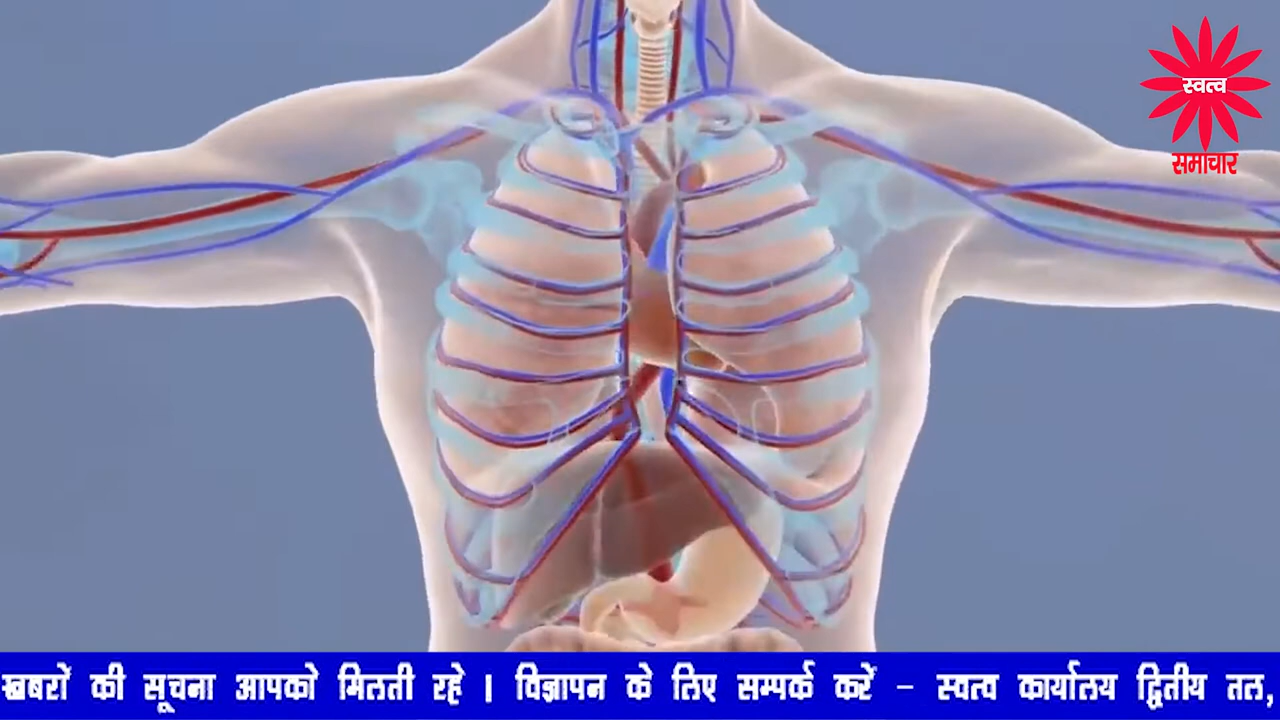 स्वत्व
समाचार
खबरों की सूचना आपको मिलती रहे । विज्ञापन के लिए सम्पर्क करें - स्वत्व कार्यालय द्वितीय तल,